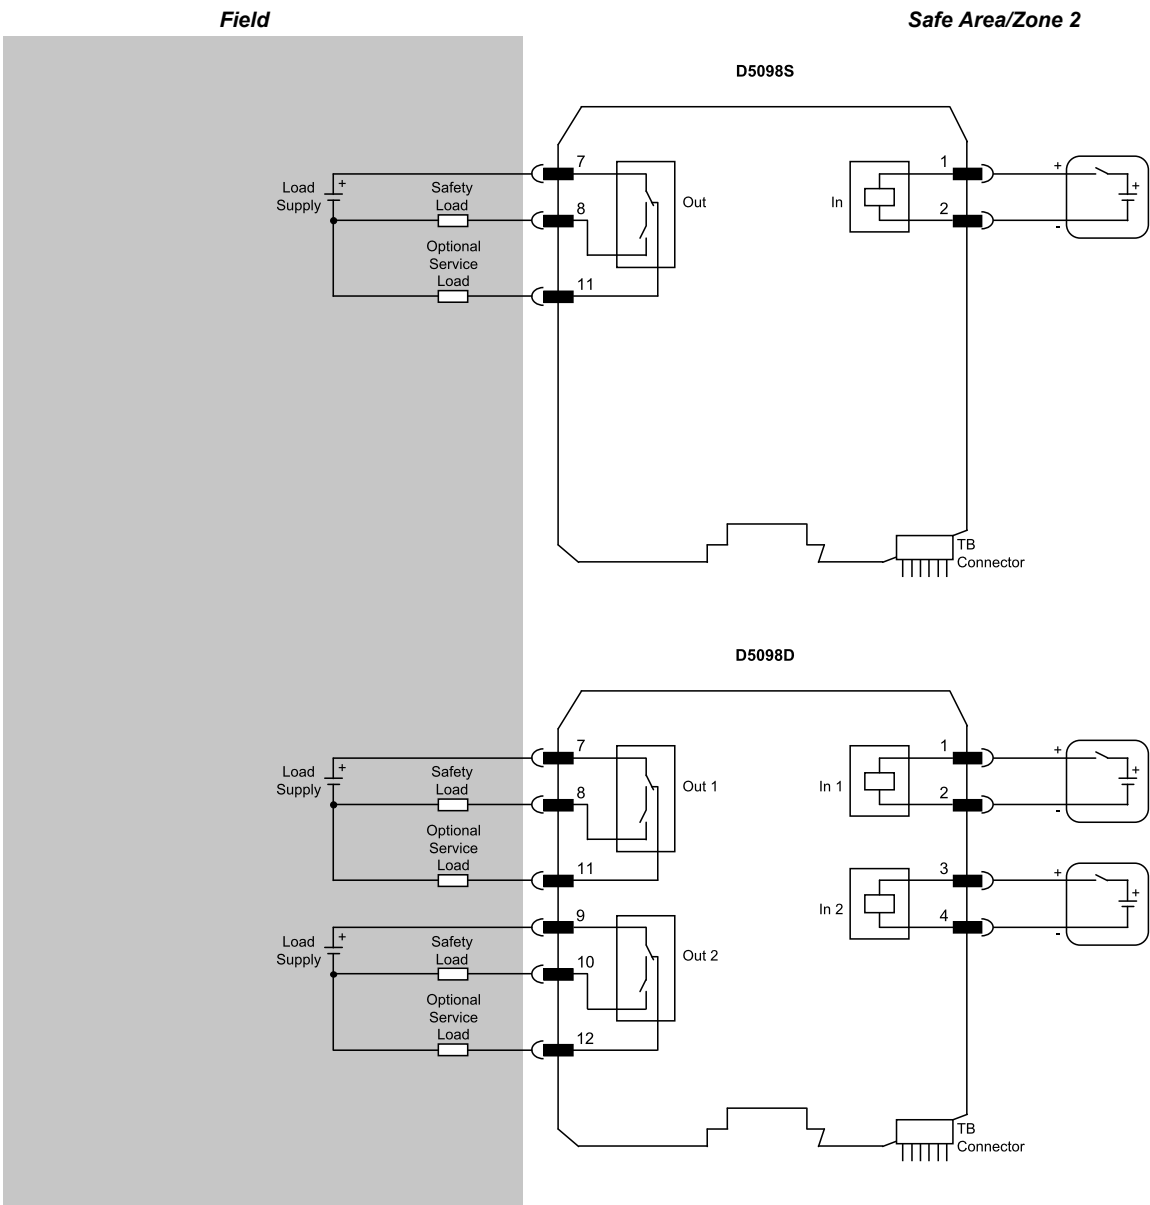 Field
Safe Area/Zone 2
D5098S
7
8
11
Load
Supply
+
Safety
Load
Optional
Service
Load
Out
In
1
2
+
-
+
TB
Connector
D5098D
7
8
11
Load
Supply
+
Safety
Load
Optional
Service
Load
Out 1
In 1
1
2
+
-
+
9
10
12
Load
Supply
+
Safety
Load
Optional
Service
Load
Out 2
In 2
3
4
+
-
+
TB
Connector